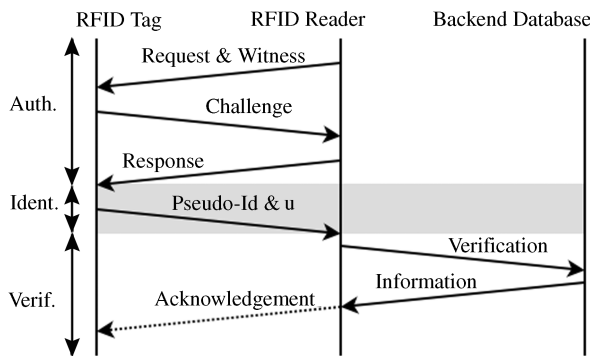 RFID Tag
RFID Reader
Backend Database
Request & Witness
Auth.
Challenge
Response
Ident.
Pseudo-Id & u
Verification
Information
Verif.
Acknowledgement